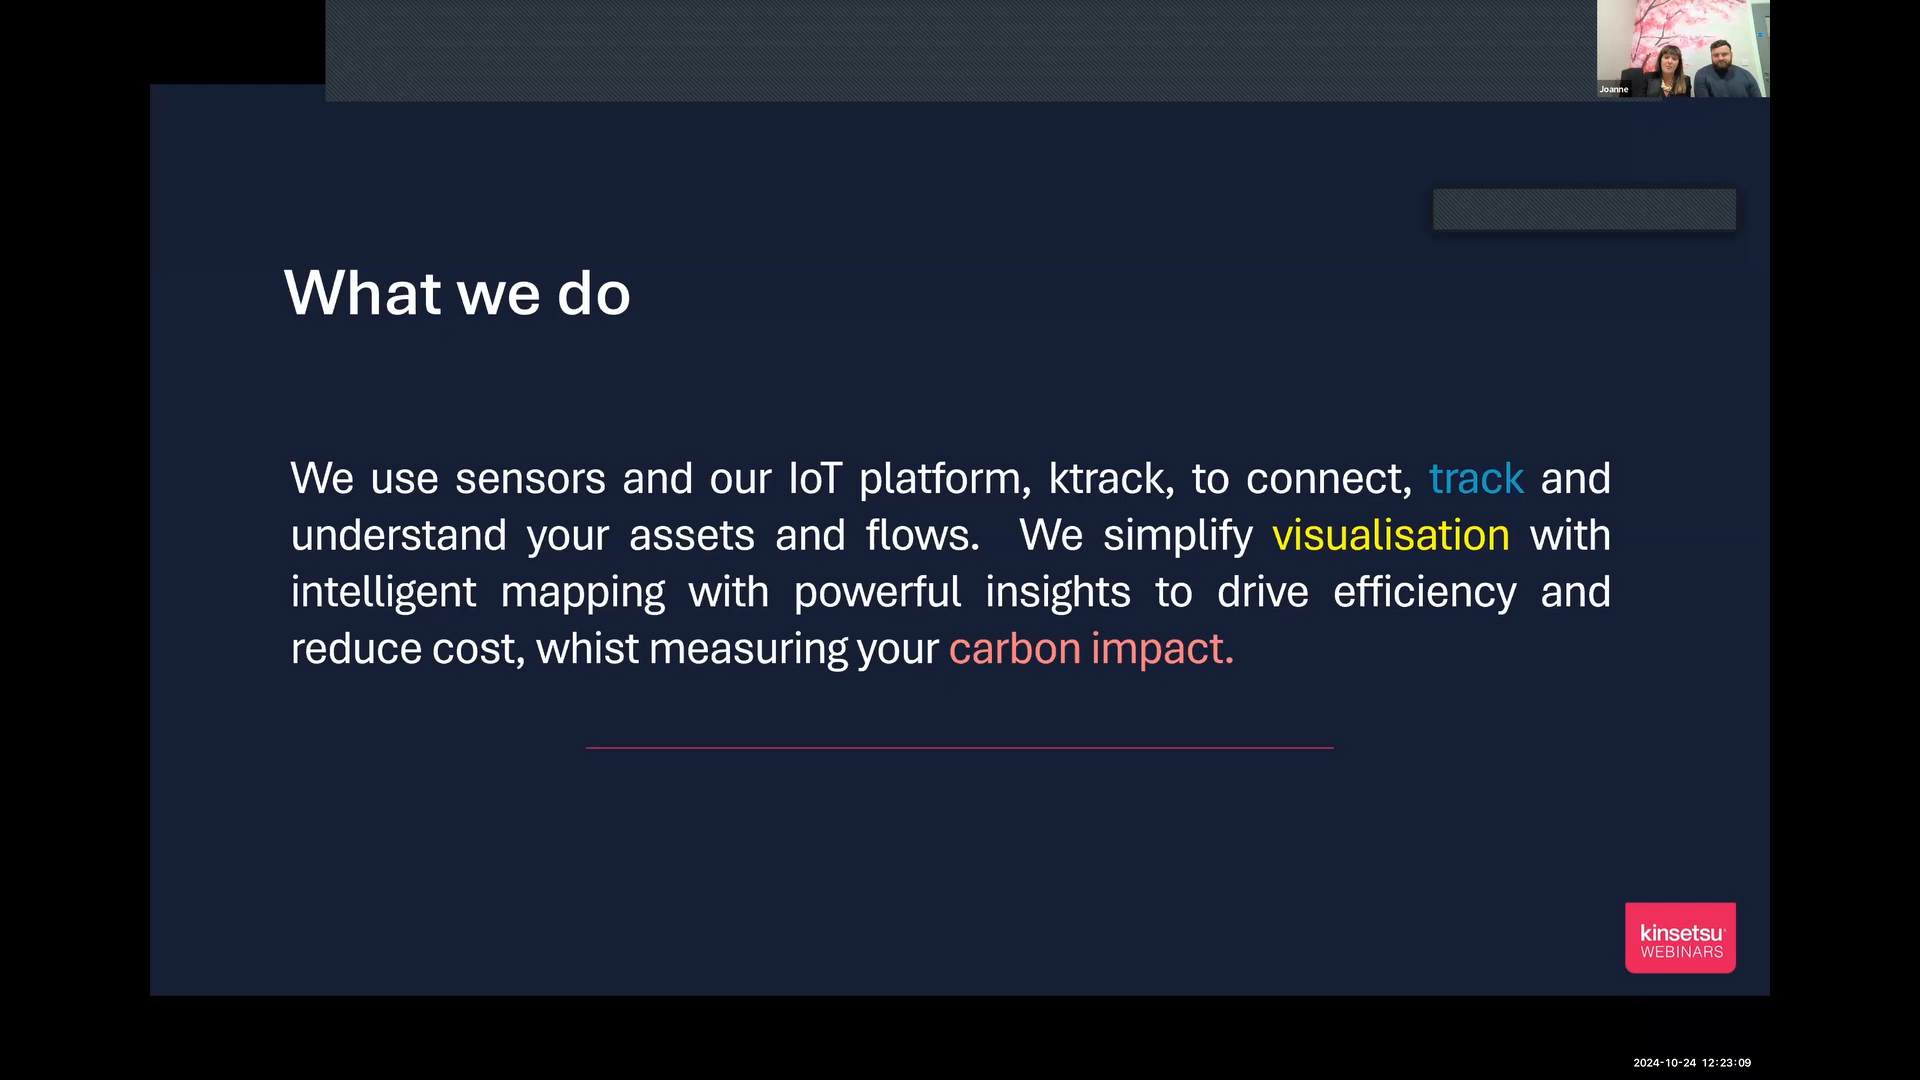 Joanne
What we do
We use sensors and our IoT platform, ktrack, to connect, track and
understand your assets and flows. We simplify visualisation with
intelligent mapping with powerful insights to drive efficiency and
reduce cost, whist measuring your carbon impact.
kinsetsu
WEBINARS
2024-10-24 12:23:09